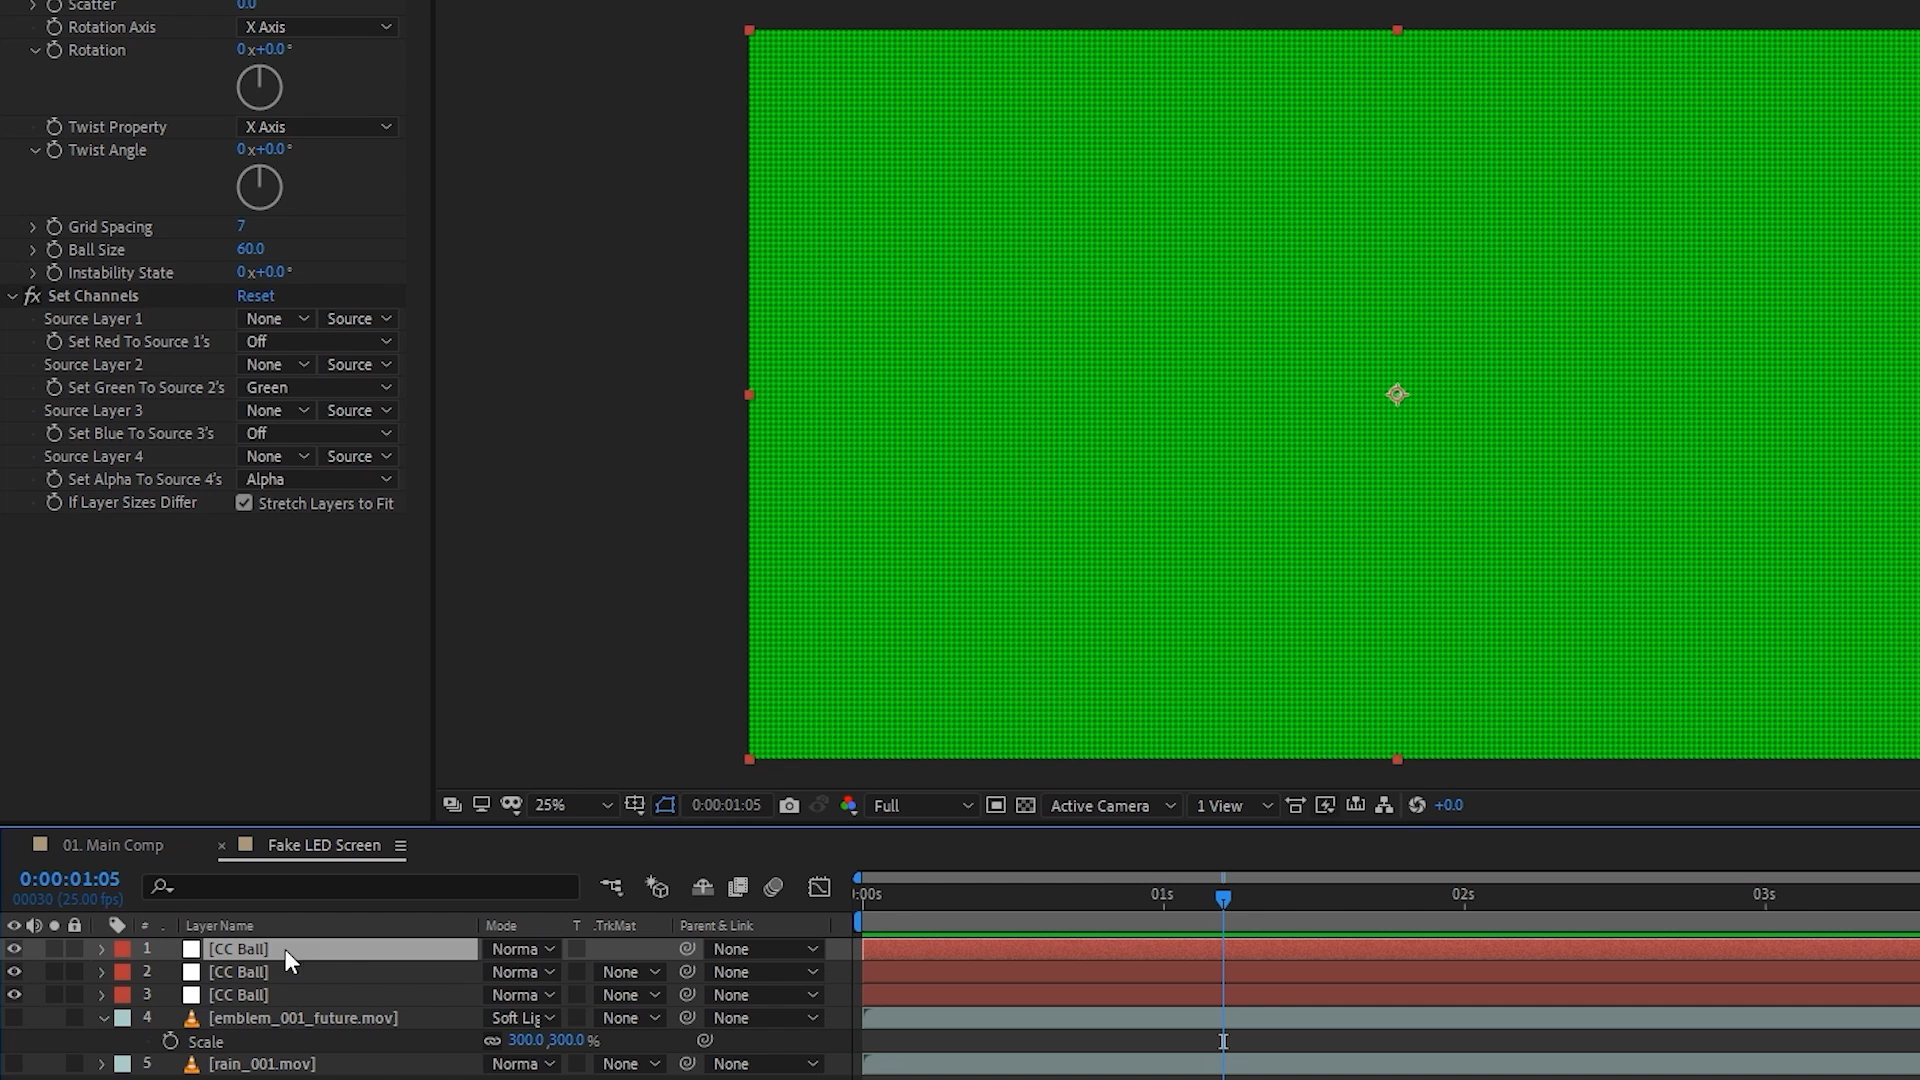 Scatter 0.0
Rotation Axis X Axis
Rotation 0 x+0.0°
Twist Property X Axis
Twist Angle 0 x+0.0°
Grid Spacing 7
Ball Size 60.0
Instability State 0 x+0.0°
fx Set Channels Reset
Source Layer 1 None Source
Set Red To Source 1's Off
Source Layer 2 None Source
Set Green To Source 2's Green
Source Layer 3 None Source
Set Blue To Source 3's Off
Source Layer 4 None Source
Set Alpha To Source 4's Alpha
If Layer Sizes Differ Stretch Layers to Fit
25% 0:00:01:05 Full Active Camera 1 View +0.0
01. Main Comp × Fake LED Screen
0:00:01:05
00030 (25.00 fps)
:00s 01s 02s 03s
# . Layer Name Mode T .TrkMat Parent & Link
1 [CC Ball] Norma None
2 [CC Ball] Norma None None
3 [CC Ball] Norma None None
4 [emblem_001_future.mov] Soft Lig None None
Scale 300.0,300.0 %
5 [rain_001.mov] Norma None None